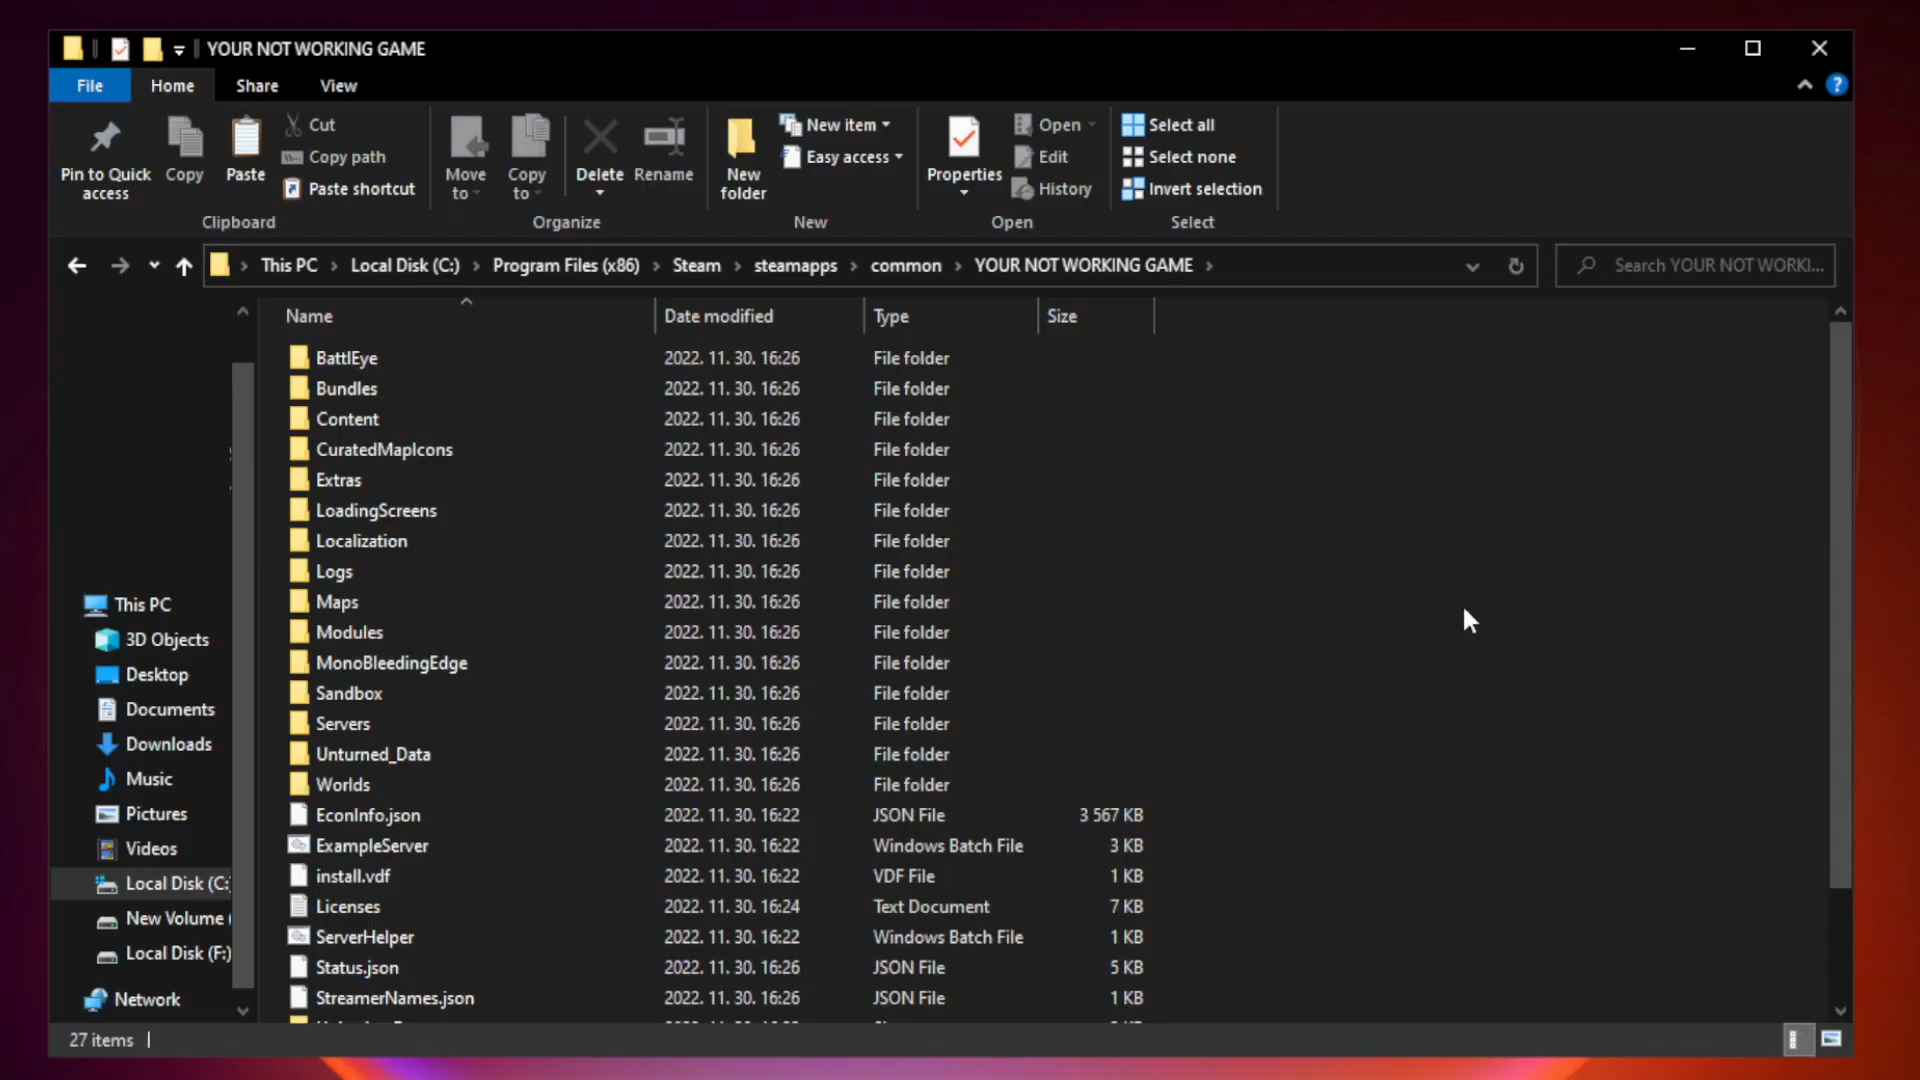 YOUR NOT WORKING GAME
File Home Share View
Pin to Quick access
Copy
Paste
Cut
Copy path
Paste shortcut
Clipboard
Move to
Copy to
Delete
Rename
Organize
New folder
New item
Easy access
New
Properties
Open
Edit
History
Open
Select all
Select none
Invert selection
Select
This PC > Local Disk (C:) > Program Files (x86) > Steam > steamapps > common > YOUR NOT WORKING GAME >
Search YOUR NOT WORKI...
Name Date modified Type Size
BattlEye 2022. 11. 30. 16:26 File folder
Bundles 2022. 11. 30. 16:26 File folder
Content 2022. 11. 30. 16:26 File folder
CuratedMapIcons 2022. 11. 30. 16:26 File folder
Extras 2022. 11. 30. 16:26 File folder
LoadingScreens 2022. 11. 30. 16:26 File folder
Localization 2022. 11. 30. 16:26 File folder
Logs 2022. 11. 30. 16:26 File folder
Maps 2022. 11. 30. 16:26 File folder
Modules 2022. 11. 30. 16:26 File folder
MonoBleedingEdge 2022. 11. 30. 16:26 File folder
Sandbox 2022. 11. 30. 16:26 File folder
Servers 2022. 11. 30. 16:26 File folder
Unturned_Data 2022. 11. 30. 16:26 File folder
Worlds 2022. 11. 30. 16:26 File folder
EconInfo.json 2022. 11. 30. 16:22 JSON File 3 567 KB
ExampleServer 2022. 11. 30. 16:22 Windows Batch File 3 KB
install.vdf 2022. 11. 30. 16:22 VDF File 1 KB
Licenses 2022. 11. 30. 16:24 Text Document 7 KB
ServerHelper 2022. 11. 30. 16:22 Windows Batch File 1 KB
Status.json 2022. 11. 30. 16:26 JSON File 5 KB
StreamerNames.json 2022. 11. 30. 16:26 JSON File 1 KB
This PC
3D Objects
Desktop
Documents
Downloads
Music
Pictures
Videos
Local Disk (C:
New Volume (
Local Disk (F:)
Network
27 items